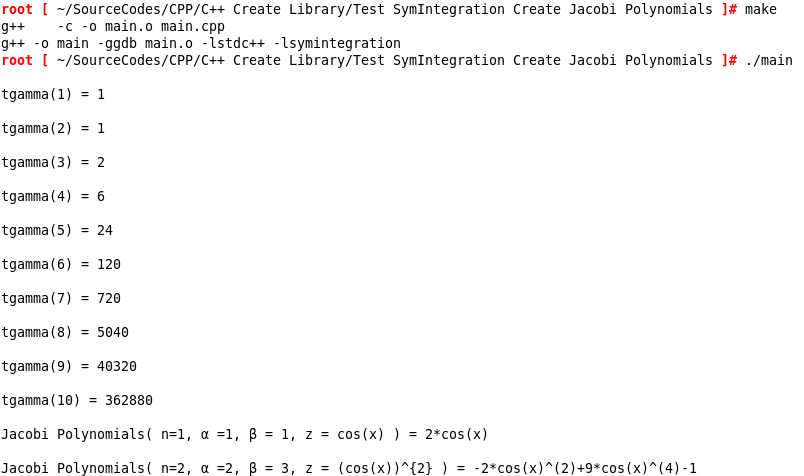 root [ ~/SourceCodes/CPP/C++ Create Library/Test SymIntegration Create Jacobi Polynomials ]# make
g++    -c -o main.o main.cpp
g++ -o main -ggdb main.o -lstdc++ -lsymintegration
root [ ~/SourceCodes/CPP/C++ Create Library/Test SymIntegration Create Jacobi Polynomials ]# ./main
tgamma(1) = 1
tgamma(2) = 1
tgamma(3) = 2
tgamma(4) = 6
tgamma(5) = 24
tgamma(6) = 120
tgamma(7) = 720
tgamma(8) = 5040
tgamma(9) = 40320
tgamma(10) = 362880
Jacobi Polynomials( n=1, α =1, β = 1, z = cos(x) ) = 2*cos(x)
Jacobi Polynomials( n=2, α =2, β = 3, z = (cos(x))^{2} ) = -2*cos(x)^(2)+9*cos(x)^(4)-1